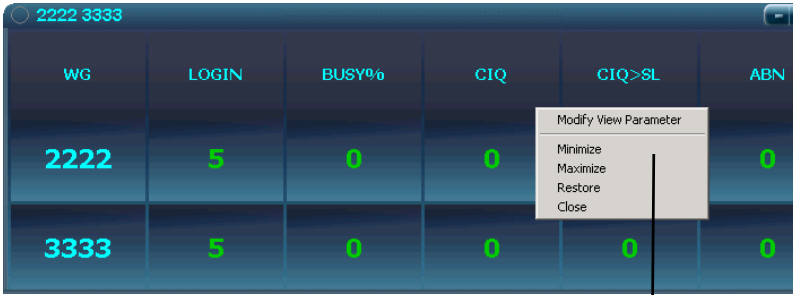 2222 3333
WG LOGIN BUSY% CIQ CIQ>SL ABN
Modify View Parameter
Minimize
2222 5 0 0 0
Maximize
Restore
Close
3333 5 0 0 0 0